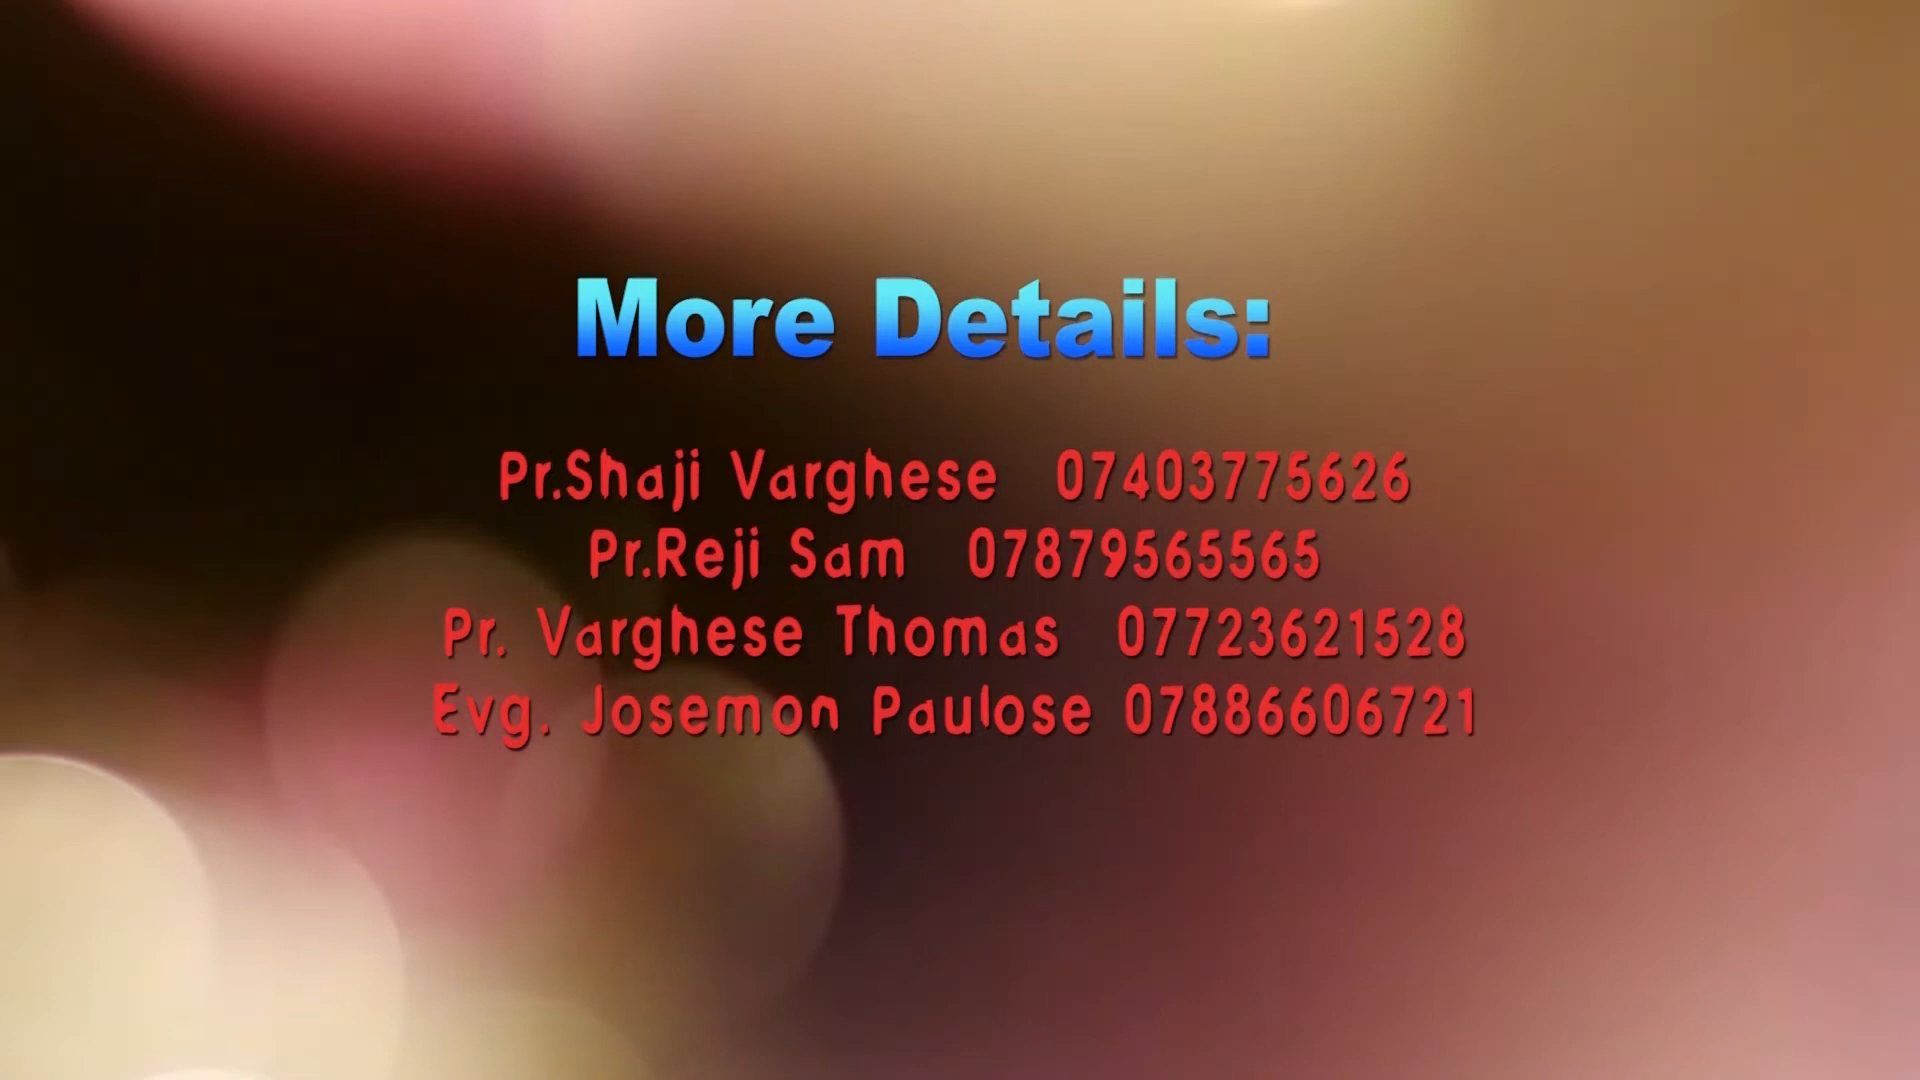 More Details:
Pr.Shaji Varghese 07403775626
Pr.Reji Sam 07879565565
Pr. Varghese Thomas 07723621528
Evg. Josemon Paulose 07886606721